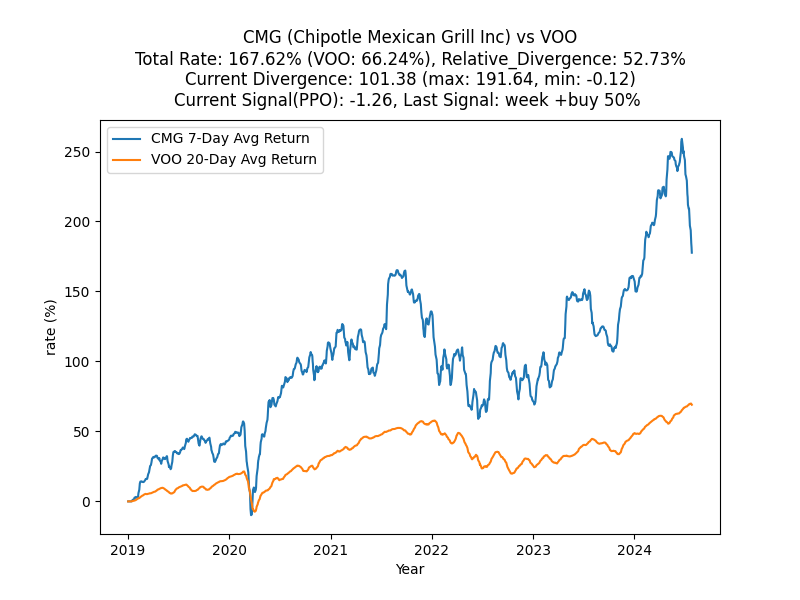 CMG (Chipotle Mexican Grill Inc) vs VOO
Total Rate: 167.62% (VOO: 66.24%), Relative_Divergence: 52.73%
Current Divergence: 101.38 (max: 191.64, min: -0.12)
Current Signal(PPO): -1.26, Last Signal: week +buy 50%
CMG 7-Day Avg Return
VOO 20-Day Avg Return
250
200
150
100
50
0
rate (%)
2019 2020 2021 2022 2023 2024
Year